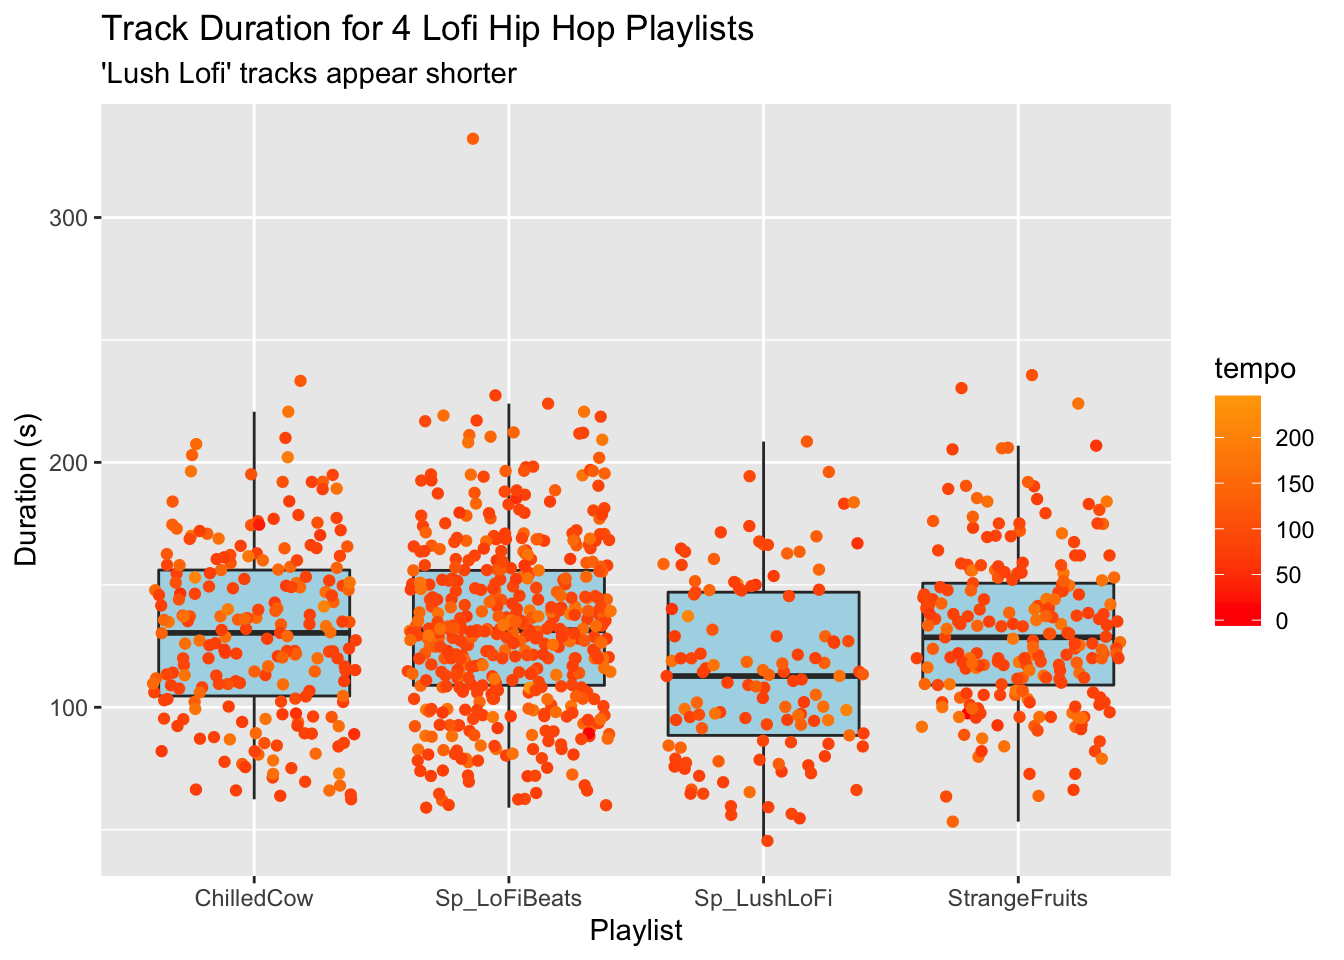 Track Duration for 4 Lofi Hip Hop Playlists
'Lush Lofi' tracks appear shorter
Duration (s)
300
200
100
ChilledCow
Sp_LoFiBeats
Sp_LushLoFi
StrangeFruits
Playlist
tempo
200
150
100
50
0